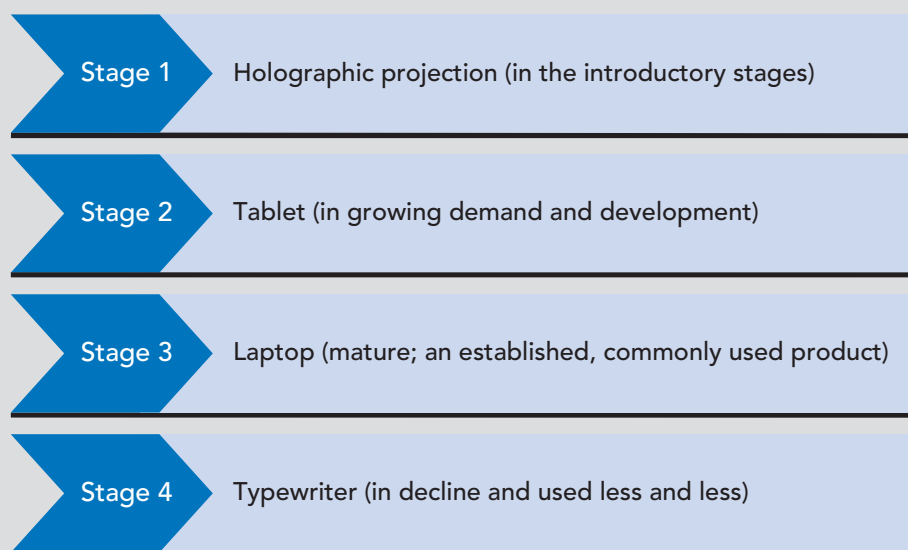 Stage 1 Holographic projection (in the introductory stages)
Stage 2 Tablet (in growing demand and development)
Stage 3 Laptop (mature; an established, commonly used product)
Stage 4 Typewriter (in decline and used less and less)